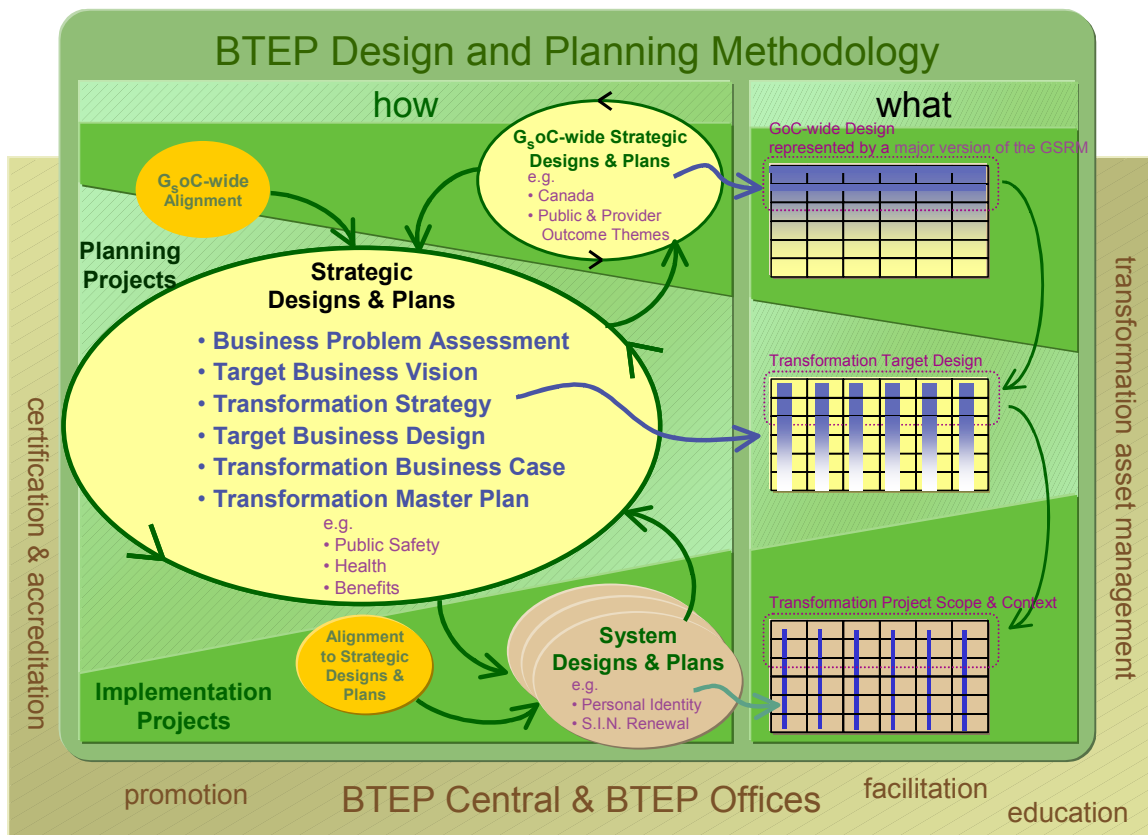 BTEP Design and Planning Methodology
how
what
GsoC-wide
Alignment
GsoC-wide Strategic
Designs & Plans
e.g.
• Canada
• Public & Provider
Outcome Themes
GoC-wide Design
represented by a major version of the GSRM
Planning
Projects
Strategic
Designs & Plans
• Business Problem Assessment
• Target Business Vision
• Transformation Strategy
• Target Business Design
• Transformation Business Case
• Transformation Master Plan
e.g.
• Public Safety
• Health
• Benefits
Transformation Target Design
Implementation
Projects
Alignment
to Strategic
Designs &
Plans
System
Designs & Plans
e.g.
• Personal Identity
• S.I.N. Renewal
Transformation Project Scope & Context
certification & accreditation
transformation asset management
promotion
BTEP Central & BTEP Offices
facilitation
education